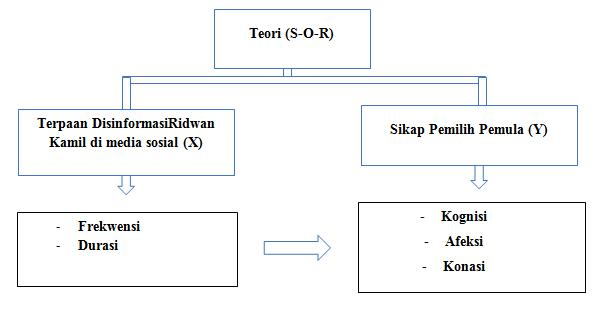 Teori (S-O-R)
Terpaan DisinformasiRidwan
Kamil di media sosial (X)
Sikap Pemilih Pemula (Y)
- Frekwensi
- Durasi
- Kognisi
- Afeksi
- Konasi